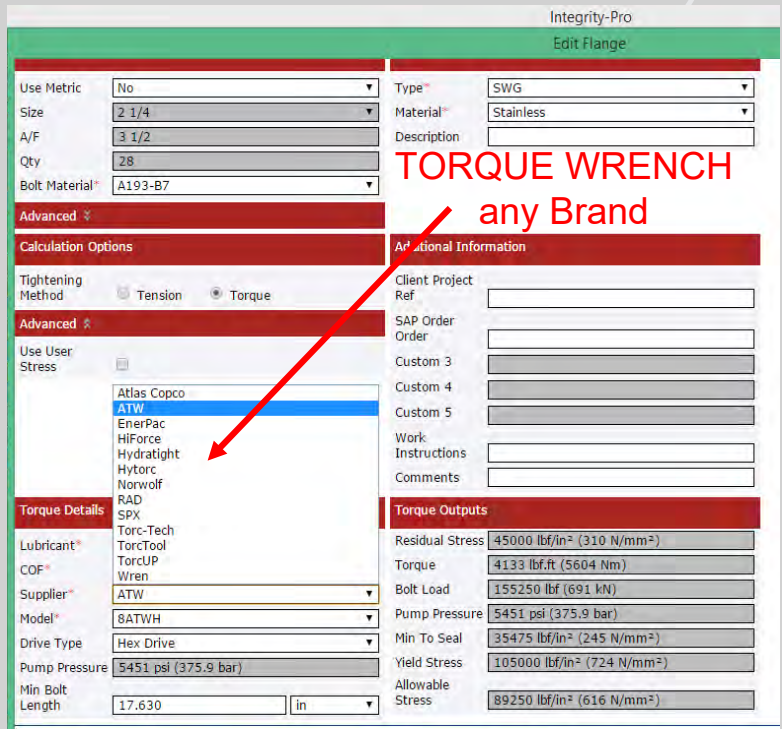 Integrity-Pro
Edit Flange
Use Metric No
Size 2 1/4
A/F 3 1/2
Qty 28
Bolt Material* A193-B7
Type* SWG
Material* Stainless
Description
TORQUE WRENCH
any Brand
Advanced
Calculation Options
Tightening
Method Tension Torque
Advanced
Use User
Stress
Atlas Copco
ATW
EnerPac
HiForce
Hydratight
Hytorc
Norwolf
RAD
SPX
Torc-Tech
TorcTool
TorcUP
Wren
Additional Information
Client Project
Ref
SAP Order
Order
Custom 3
Custom 4
Custom 5
Work
Instructions
Comments
Torque Details
Lubricant*
COF*
Supplier* ATW
Model* 8ATWH
Drive Type Hex Drive
Pump Pressure 5451 psi (375.9 bar)
Min Bolt
Length 17.630 in
Torque Outputs
Residual Stress 45000 lbf/in² (310 N/mm²)
Torque 4133 lbf.ft (5604 Nm)
Bolt Load 155250 lbf (691 kN)
Pump Pressure 5451 psi (375.9 bar)
Min To Seal 35475 lbf/in² (245 N/mm²)
Yield Stress 105000 lbf/in² (724 N/mm²)
Allowable
Stress 89250 lbf/in² (616 N/mm²)